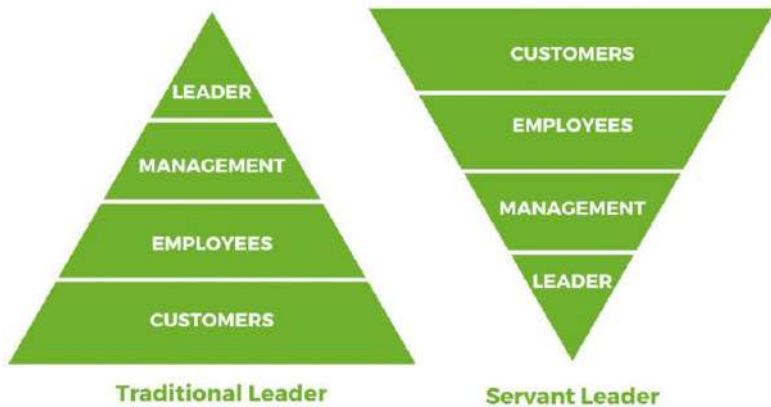 LEADER
MANAGEMENT
EMPLOYEES
CUSTOMERS
Traditional Leader
CUSTOMERS
EMPLOYEES
MANAGEMENT
LEADER
Servant Leader